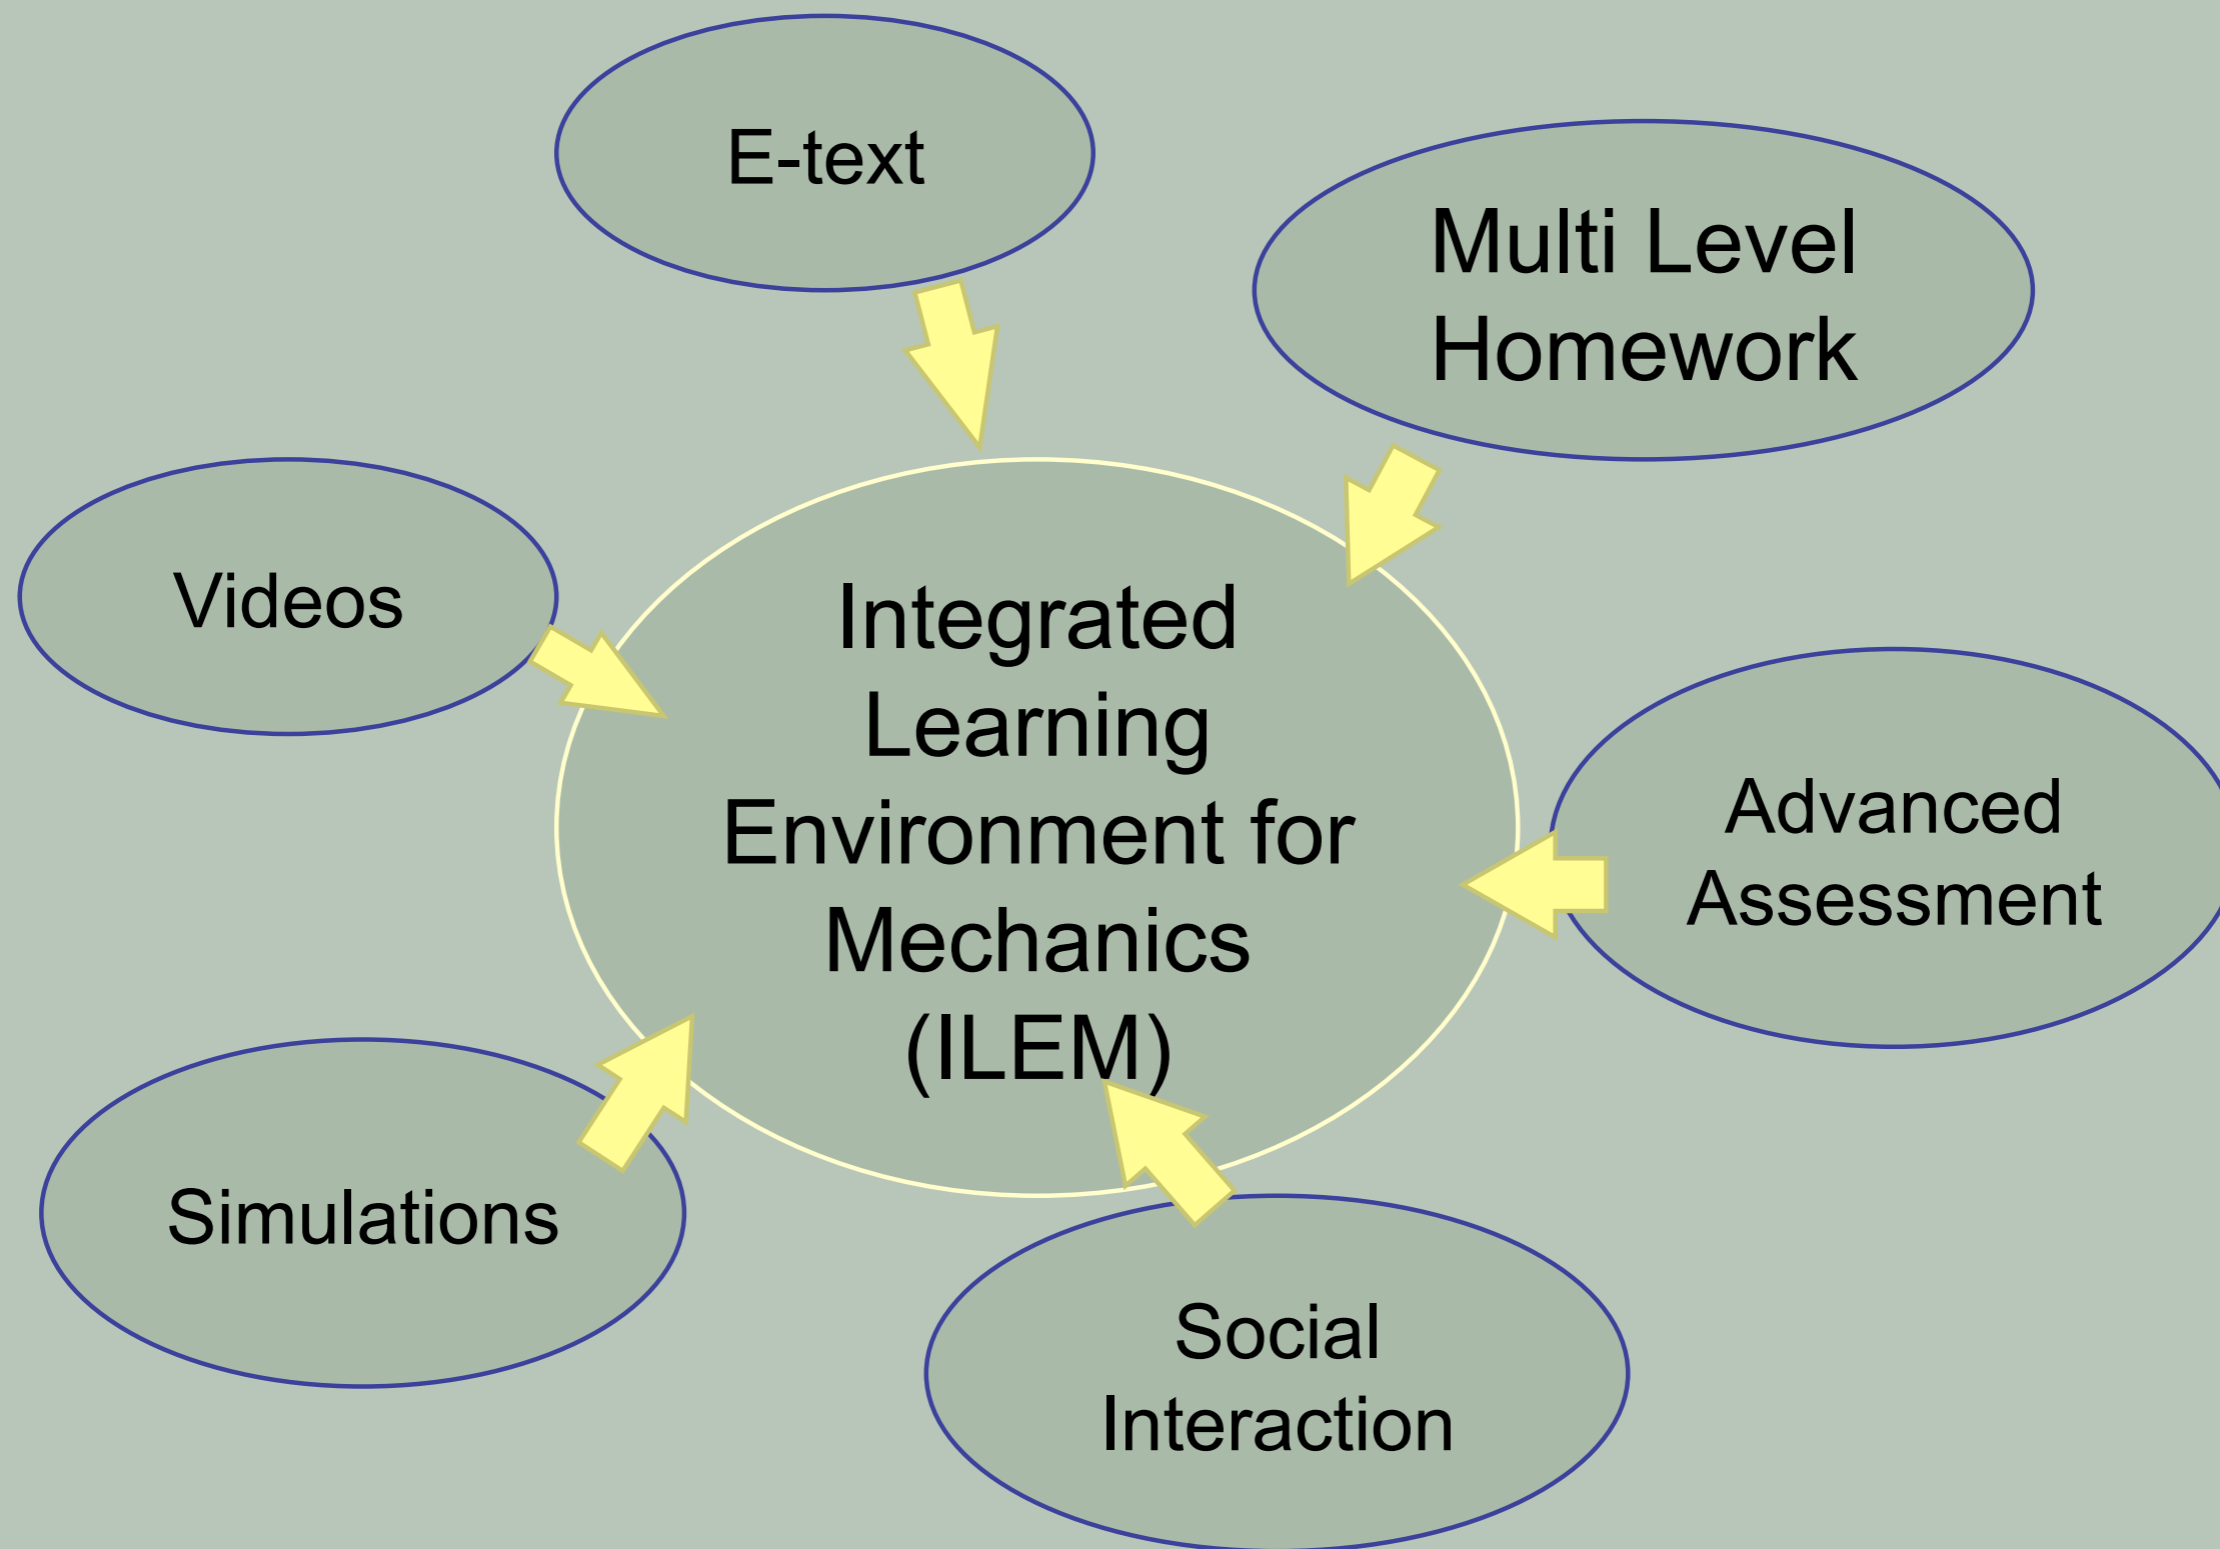 E-text
Multi Level
Homework
Videos
Integrated
Learning
Environment for
Mechanics
(ILEM)
Advanced
Assessment
Simulations
Social
Interaction